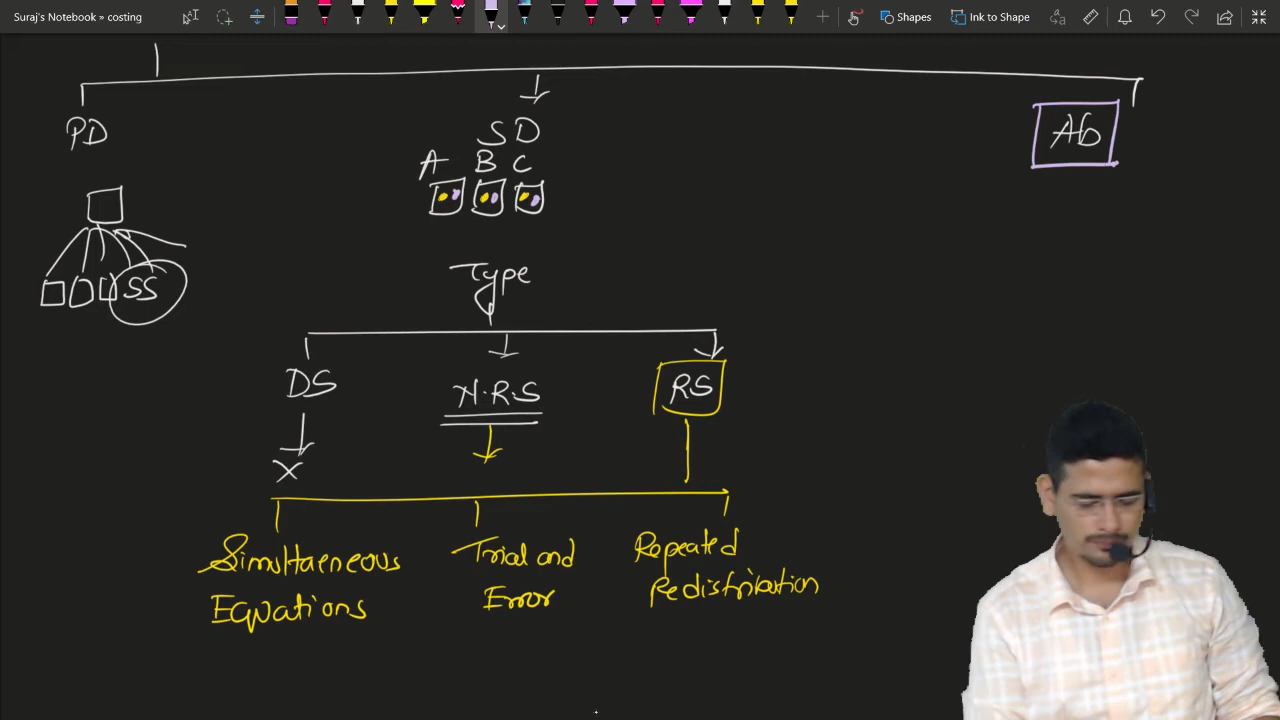 Suraj's Notebook » costing
Shapes
Ink to Shape
PD
SD
Ab
A B C
SS
Type
DS
N.R.S
RS
X
Simultaeneous
Equations
Trial and
Error
Repeated
Redistribution